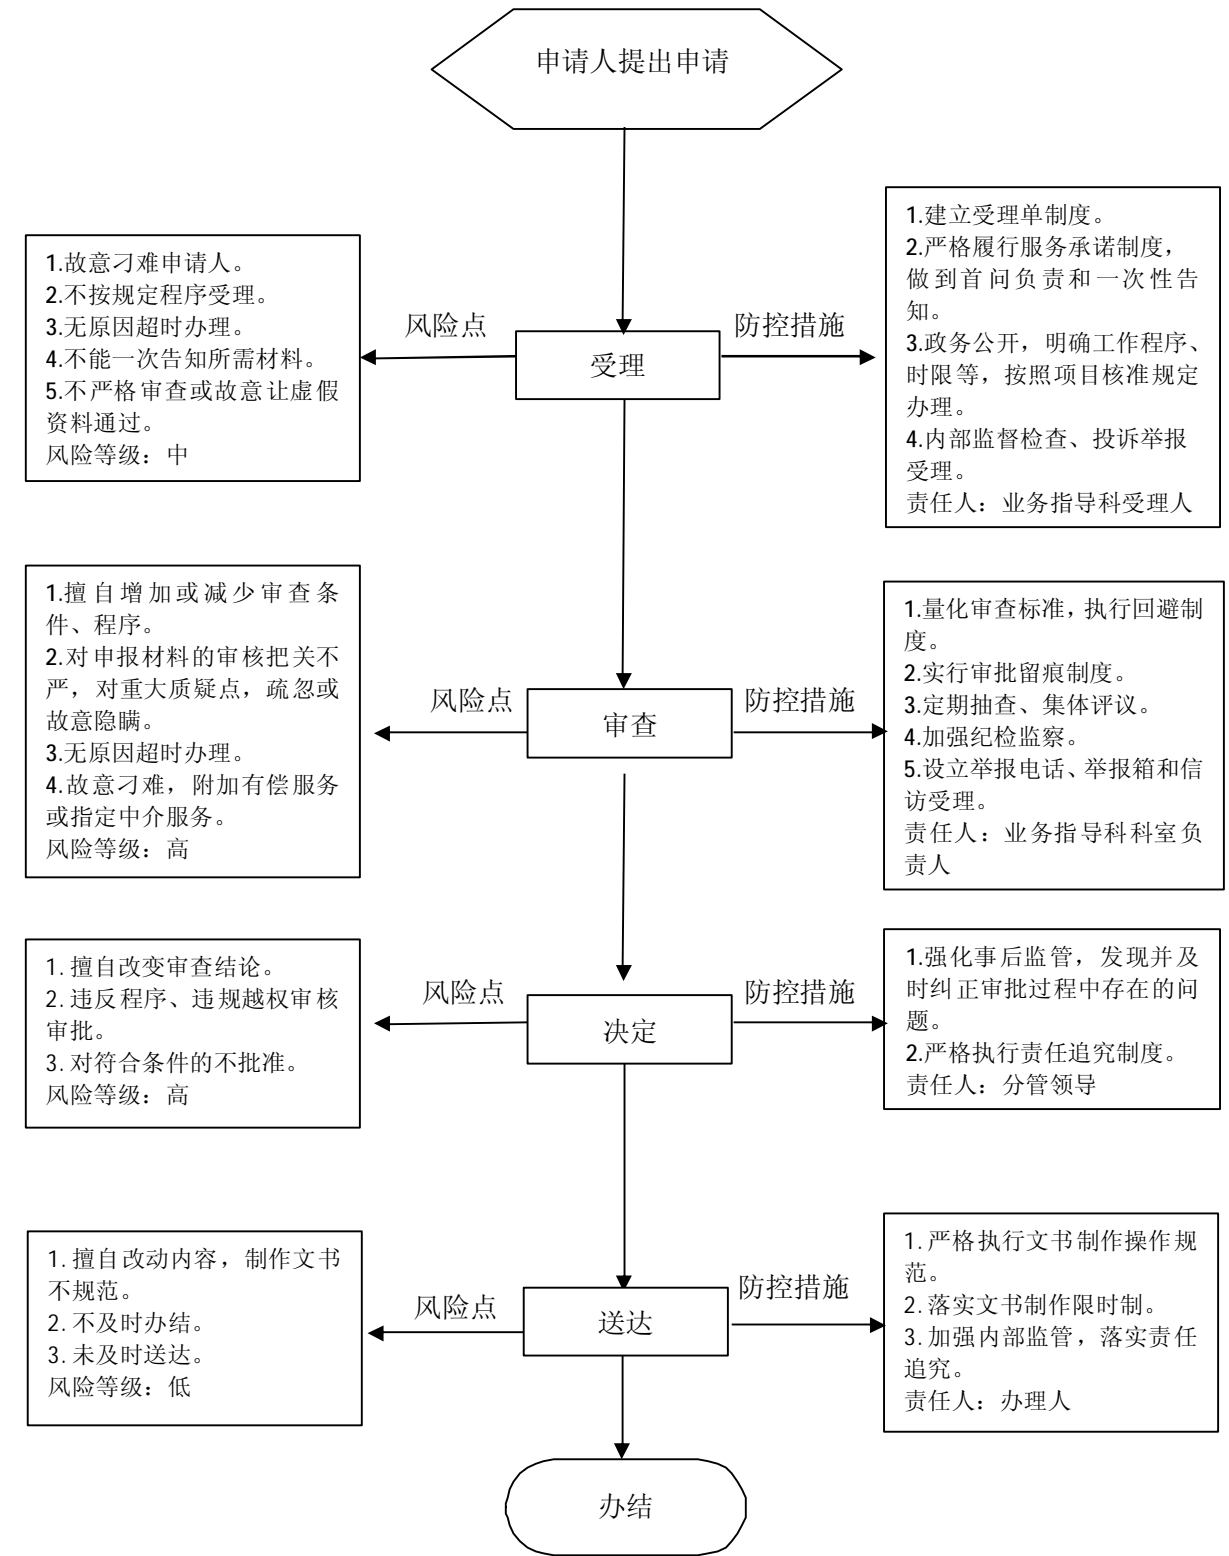 申请人提出申请
1.故意刁难申请人。
2.不按规定程序受理。
3.无原因超时办理。
4.不能一次告知所需材料。
5.不严格审查或故意让虚假
资料通过。
风险等级：中
风险点
受理
防控措施
1.建立受理单制度。
2.严格履行服务承诺制度，
做到首问负责和一次性告
知。
3.政务公开，明确工作程序、
时限等，按照项目核准规定
办理。
4.内部监督检查、投诉举报
受理。
责任人：业务指导科受理人
1.擅自增加或减少审查条
件、程序。
2.对申报材料的审核把关不
严，对重大质疑点，疏忽或
故意隐瞒。
3.无原因超时办理。
4.故意刁难，附加有偿服务
或指定中介服务。
风险等级：高
风险点
审查
防控措施
1.量化审查标准，执行回避制
度。
2.实行审批留痕制度。
3.定期抽查、集体评议。
4.加强纪检监察。
5.设立举报电话、举报箱和信
访受理。
责任人：业务指导科科室负
责人
1.擅自改变审查结论。
2.违反程序、违规越权审核
审批。
3.对符合条件的不批准。
风险等级：高
风险点
决定
防控措施
1.强化事后监管，发现并及
时纠正审批过程中存在的问
题。
2.严格执行责任追究制度。
责任人：分管领导
1.擅自改动内容，制作文书
不规范。
2.不及时办结。
3.未及时送达。
风险等级：低
风险点
送达
防控措施
1.严格执行文书制作操作规
范。
2.落实文书制作限时制。
3.加强内部监管，落实责任
追究。
责任人：办理人
办结